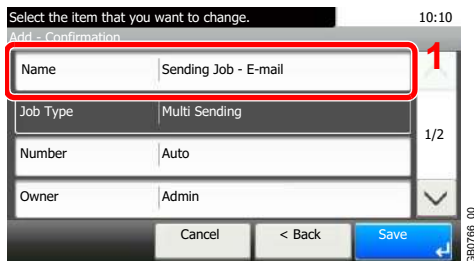 Select the item that you want to change. 10:10
Add - Confirmation
1
Name Sending Job - E-mail
Job Type Multi Sending
1/2
Number Auto
Owner Admin
Cancel < Back Save
GB0766_00